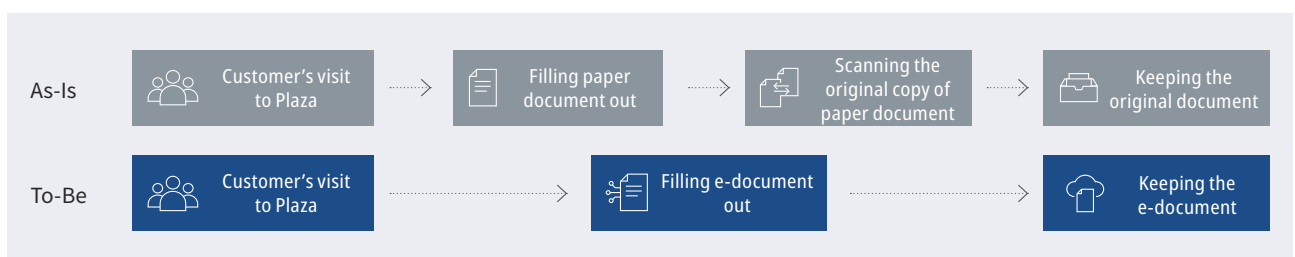 As-Is
Customer's visit
to Plaza
Filling paper
document out
Scanning the
original copy of
paper document
Keeping the
original document
To-Be
Customer's visit
to Plaza
Filling e-document
out
Keeping the
e-document